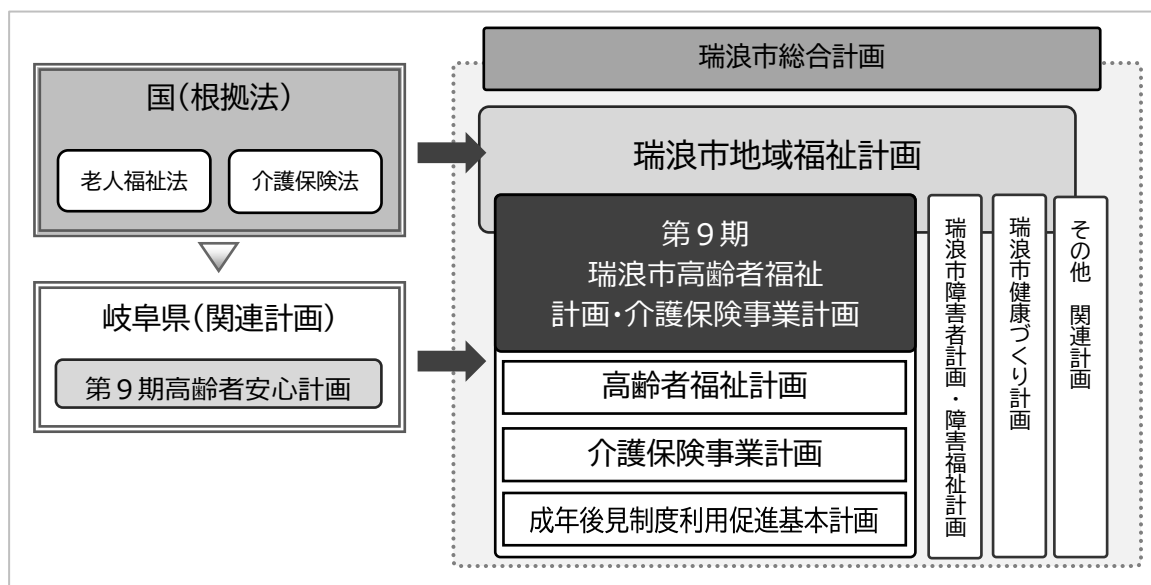 瑞浪市総合計画
国(根拠法)
老人福祉法
介護保険法
瑞浪市地域福祉計画
第9期
瑞浪市高齢者福祉
計画・介護保険事業計画
岐阜県(関連計画)
第9期高齢者安心計画
高齢者福祉計画
介護保険事業計画
成年後見制度利用促進基本計画
瑞浪市障害者計画・障害福祉計画
瑞浪市健康づくり計画
その他 関連計画